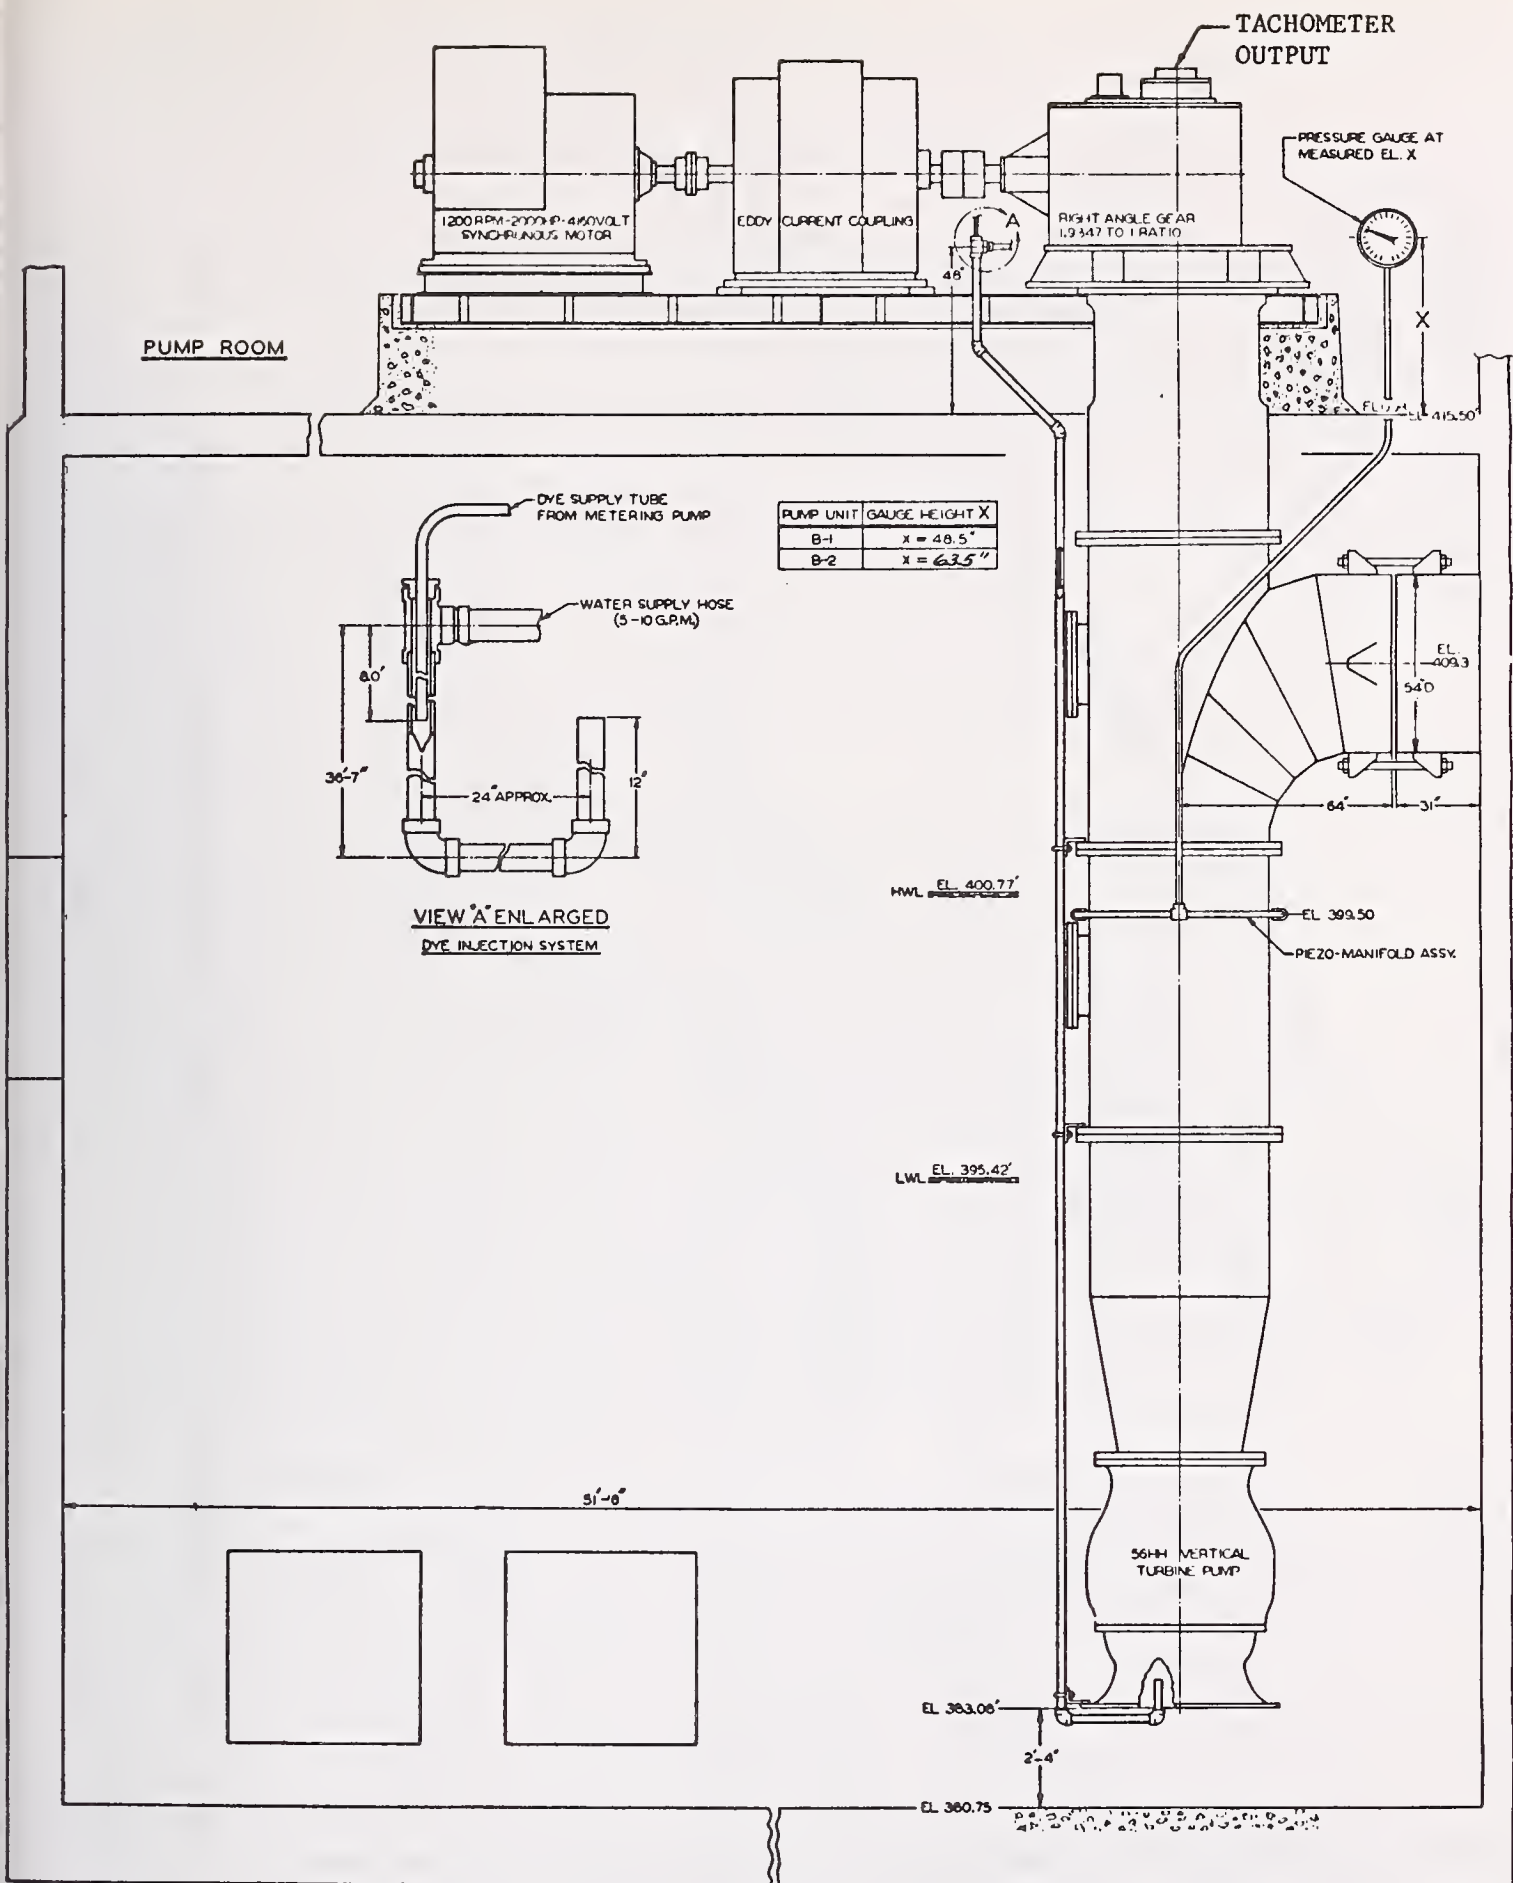 TACHOMETER
OUTPUT
PRESSURE GAUGE AT
MEASURED EL. X
1200 RPM-2000HP-4160VOLT
SYNCHRONOUS MOTOR
EDDY CURRENT COUPLING
A
RIGHT ANGLE GEAR
1.9347 TO 1 RATIO
48"
X
PUMP ROOM
EL 415.50'
DYE SUPPLY TUBE
FROM METERING PUMP
PUMP UNIT GAUGE HEIGHT X
B-1 X = 48.5"
B-2 X = 63.5"
WATER SUPPLY HOSE
(5-10 G.P.M.)
8.0'
36'-7"
24" APPROX.
12"
EL.
409.3
54"D
64"
31"
VIEW "A" ENLARGED
DYE INJECTION SYSTEM
HWL EL. 400.77'
EL 399.50
PIEZO-MANIFOLD ASSY.
LWL EL. 395.42'
51'-8"
56HH VERTICAL
TURBINE PUMP
EL 383.08'
2'-4"
EL 380.75